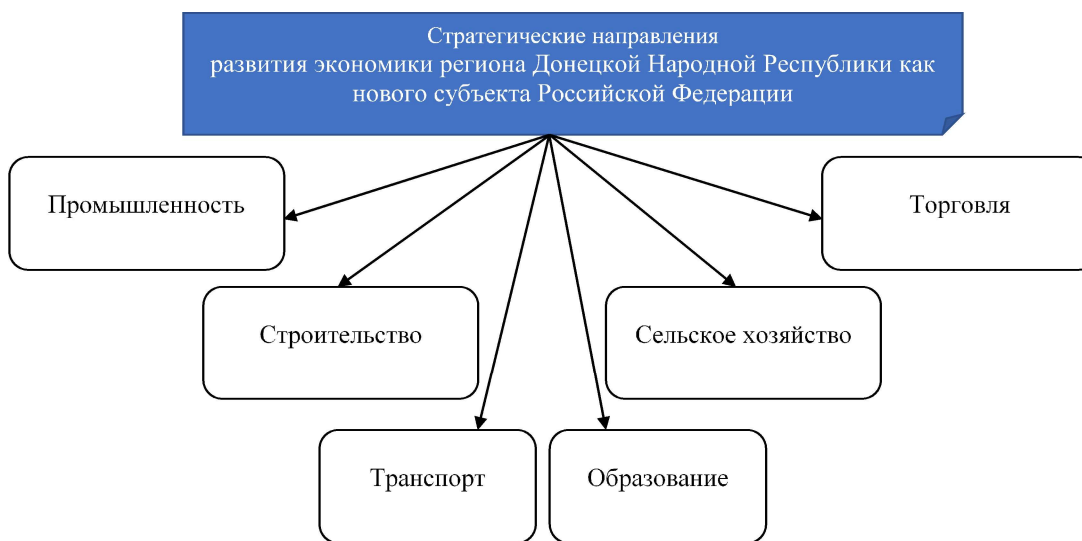 Стратегические направления
развития экономики региона Донецкой Народной Республики как
нового субъекта Российской Федерации
Промышленность
Торговля
Строительство
Сельское хозяйство
Транспорт
Образование